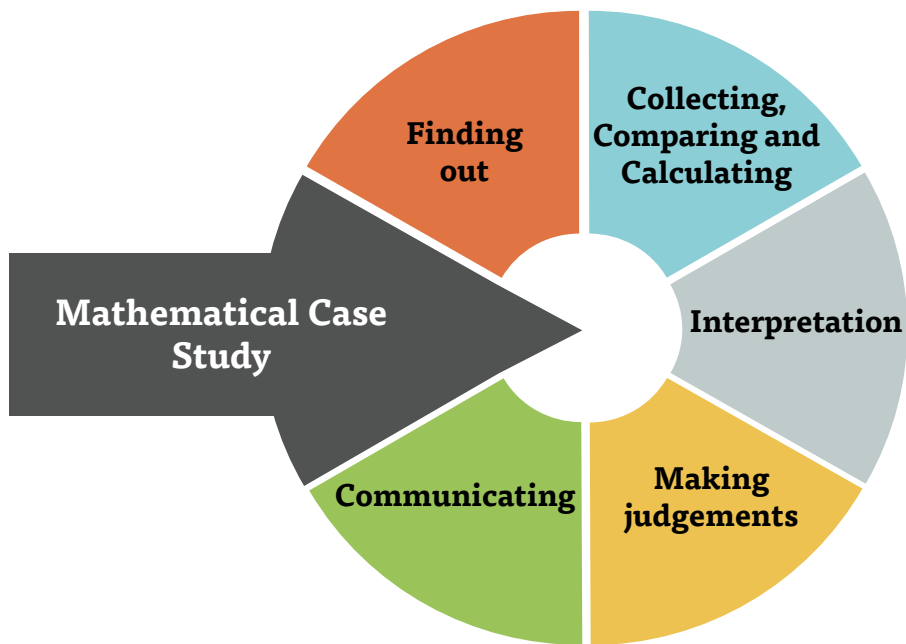 Mathematical Case
Study
Finding
out
Collecting,
Comparing and
Calculating
Interpretation
Making
judgements
Communicating